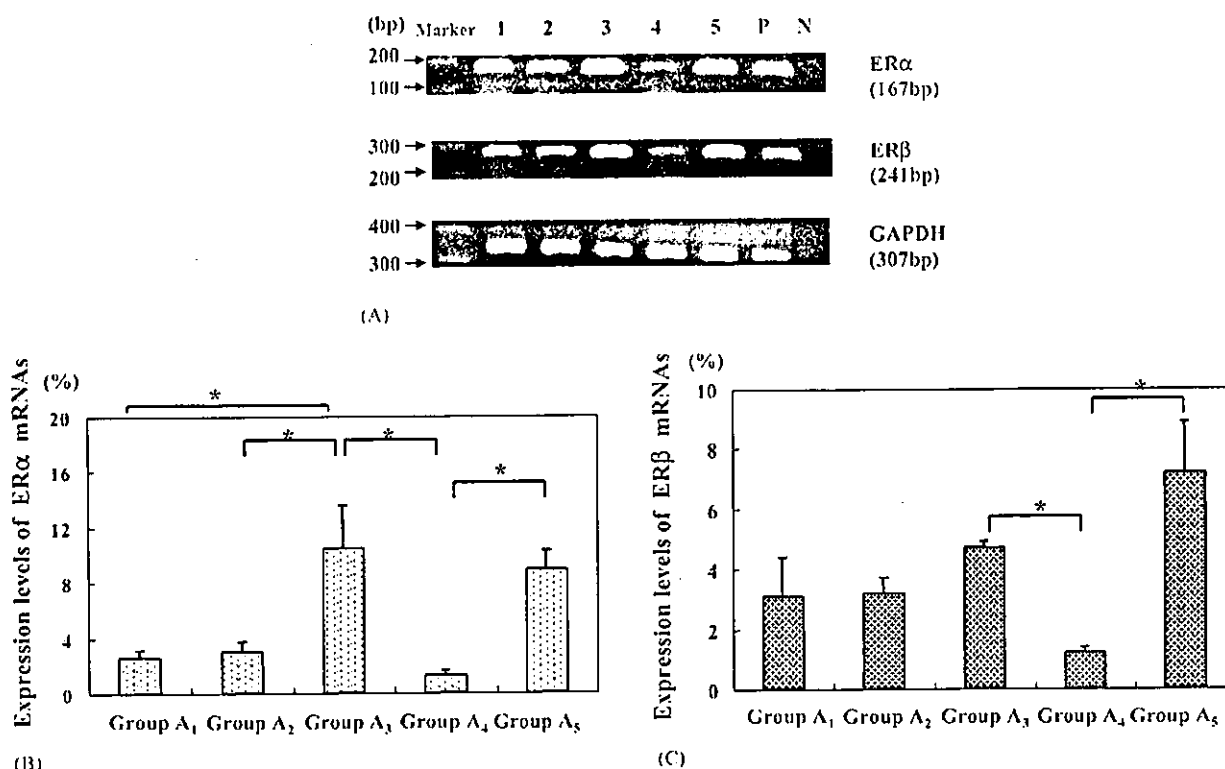 (bp) Marker 1 2 3 4 5 P N
200
100
ERα
(167bp)
300
200
ERβ
(241bp)
400
300
GAPDH
(307bp)
(A)
Expression levels of ERα mRNAs
(%)
20
16
12
8
4
0
*
*
*
*
Group A₁ Group A₂ Group A₃ Group A₄ Group A₅
(B)
Expression levels of ERβ mRNAs
(%)
10
8
6
4
2
0
*
*
Group A₁ Group A₂ Group A₃ Group A₄ Group A₅
(C)